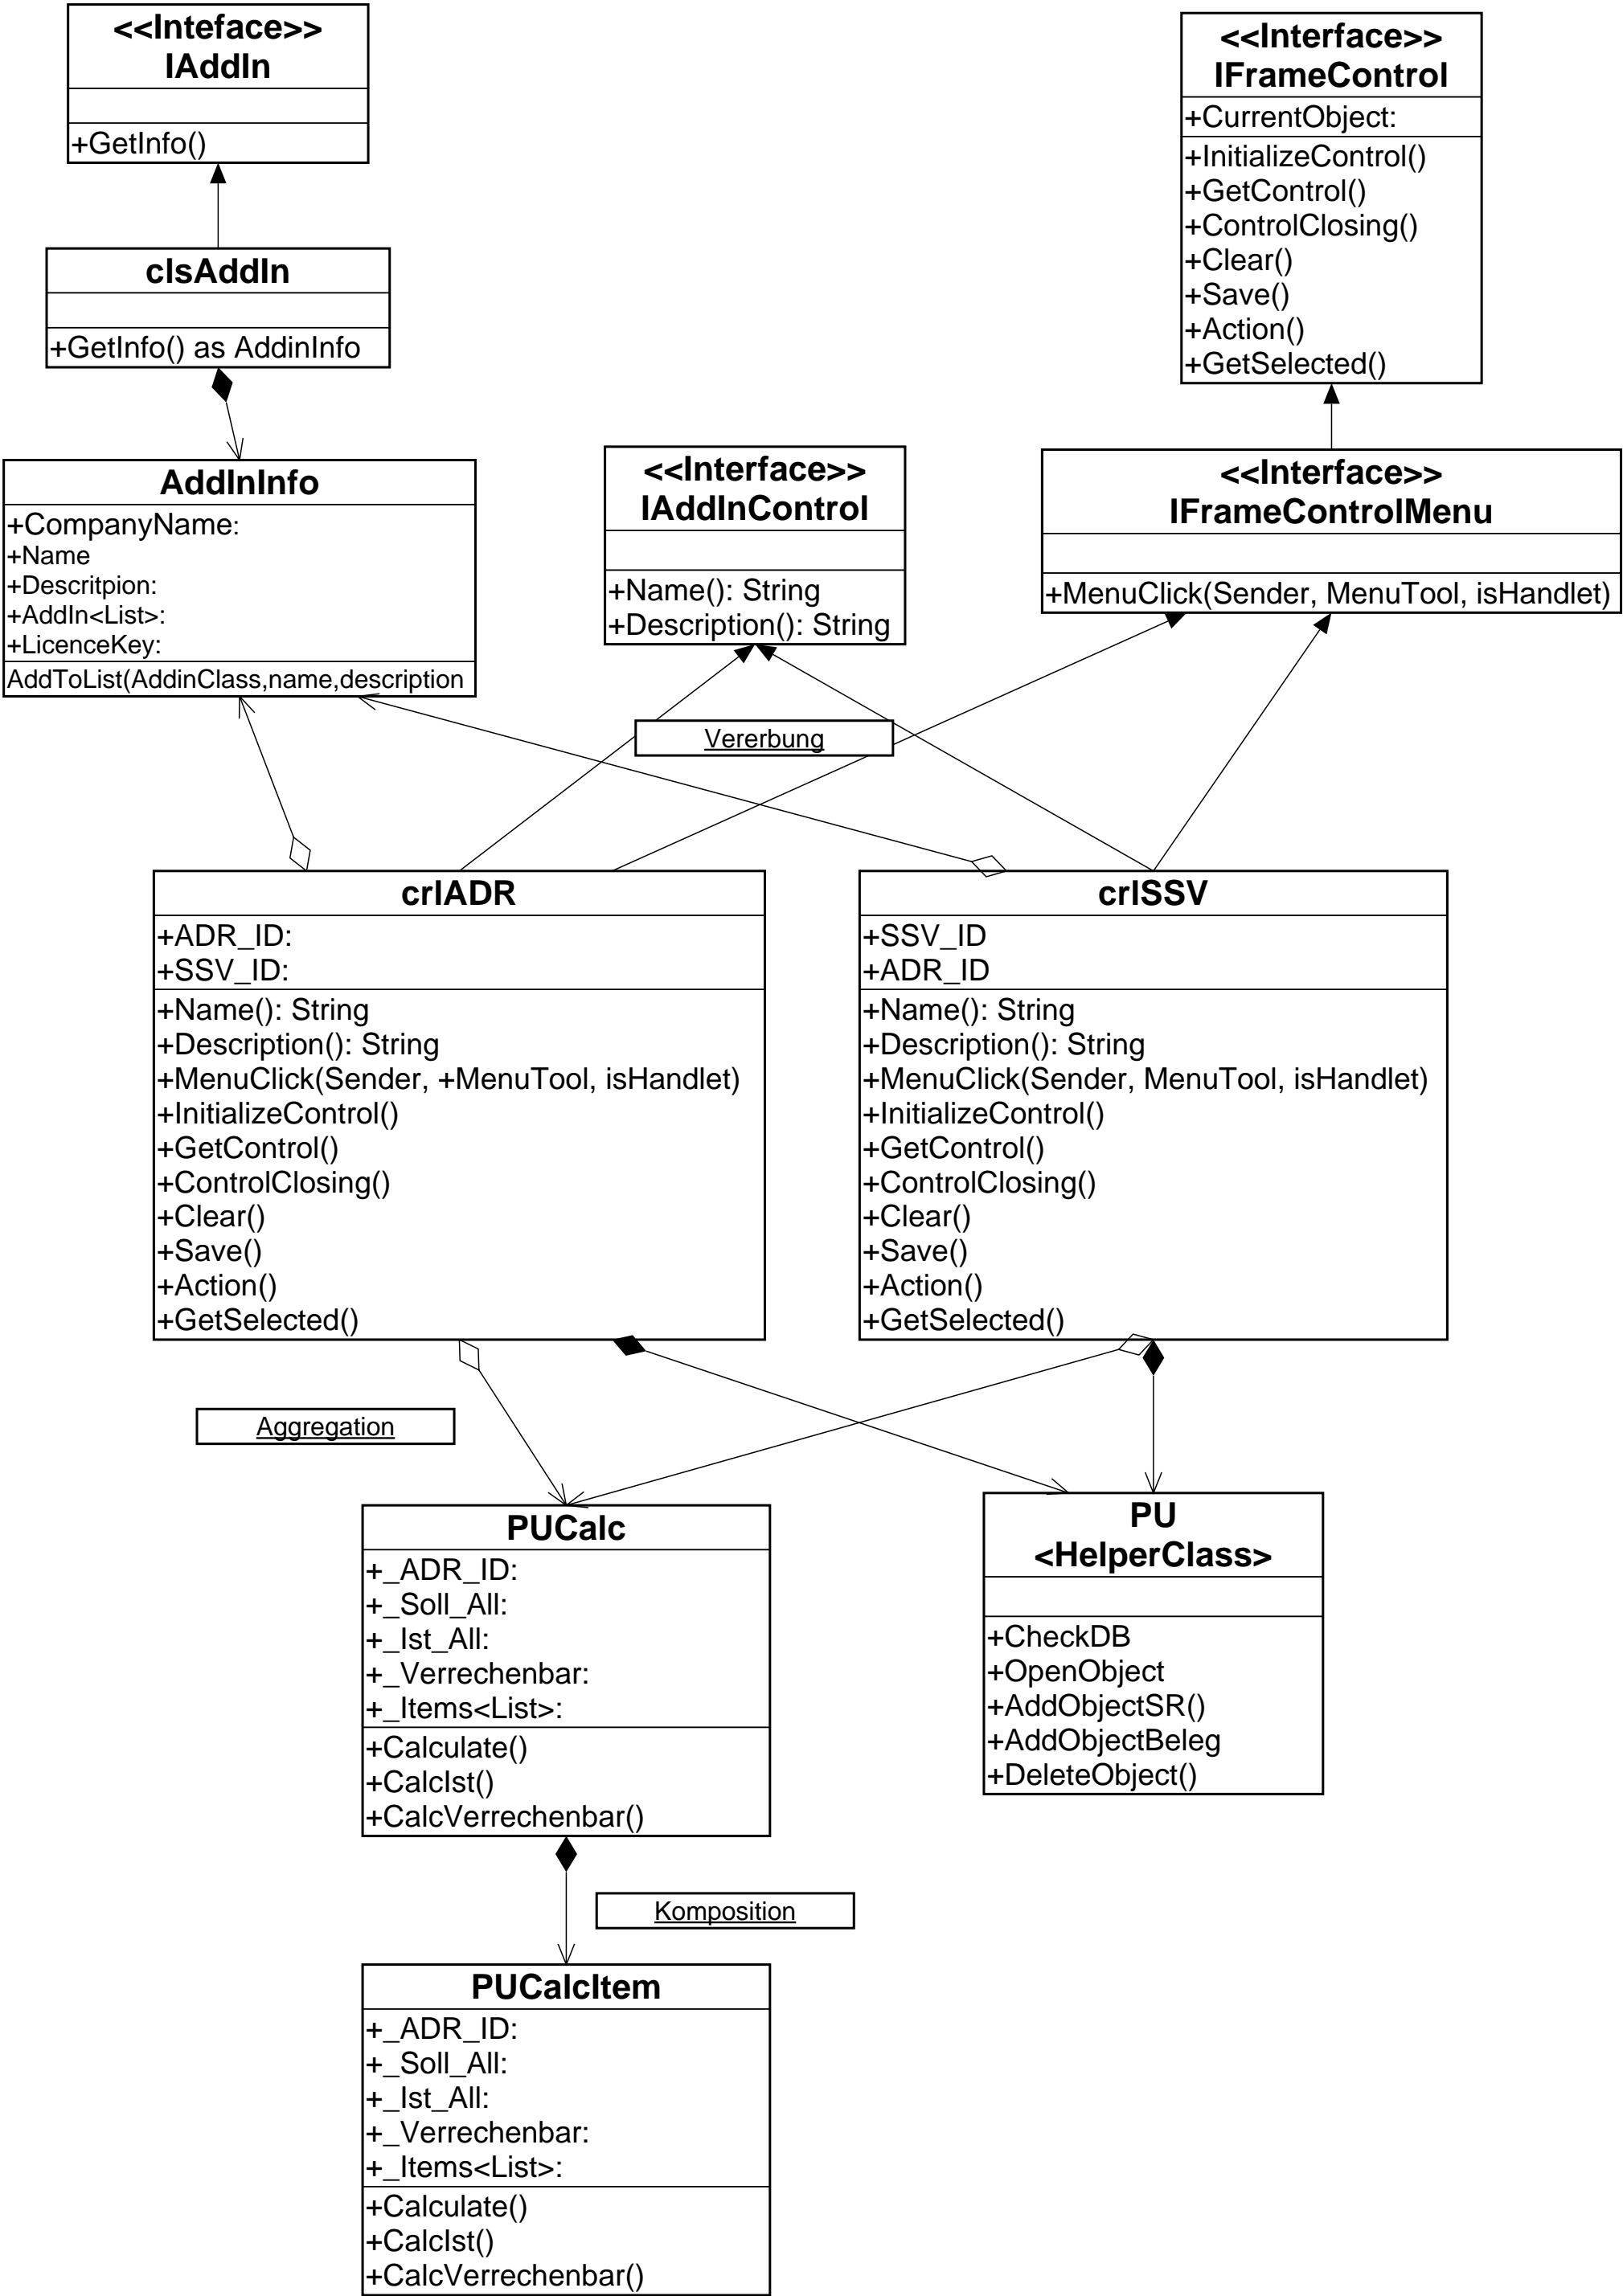 <<Inteface>>
IAddIn
+GetInfo()
<<Interface>>
IFrameControl
+CurrentObject:
+InitializeControl()
+GetControl()
+ControlClosing()
+Clear()
+Save()
+Action()
+GetSelected()
clsAddIn
+GetInfo() as AddinInfo
AddInInfo
+CompanyName:
+Name
+Descritpion:
+AddIn<List>:
+LicenceKey:
AddToList(AddinClass,name,description
<<Interface>>
IAddInControl
+Name(): String
+Description(): String
<<Interface>>
IFrameControlMenu
+MenuClick(Sender, MenuTool, isHandlet)
Vererbung
crlADR
+ADR_ID:
+SSV_ID:
+Name(): String
+Description(): String
+MenuClick(Sender, +MenuTool, isHandlet)
+InitializeControl()
+GetControl()
+ControlClosing()
+Clear()
+Save()
+Action()
+GetSelected()
crlSSV
+SSV_ID
+ADR_ID
+Name(): String
+Description(): String
+MenuClick(Sender, MenuTool, isHandlet)
+InitializeControl()
+GetControl()
+ControlClosing()
+Clear()
+Save()
+Action()
+GetSelected()
Aggregation
PUCalc
+_ADR_ID:
+_Soll_All:
+_Ist_All:
+_Verrechenbar:
+_Items<List>:
+Calculate()
+CalcIst()
+CalcVerrechenbar()
PU
<HelperClass>
+CheckDB
+OpenObject
+AddObjectSR()
+AddObjectBeleg
+DeleteObject()
Komposition
PUCalcItem
+_ADR_ID:
+_Soll_All:
+_Ist_All:
+_Verrechenbar:
+_Items<List>:
+Calculate()
+CalcIst()
+CalcVerrechenbar()